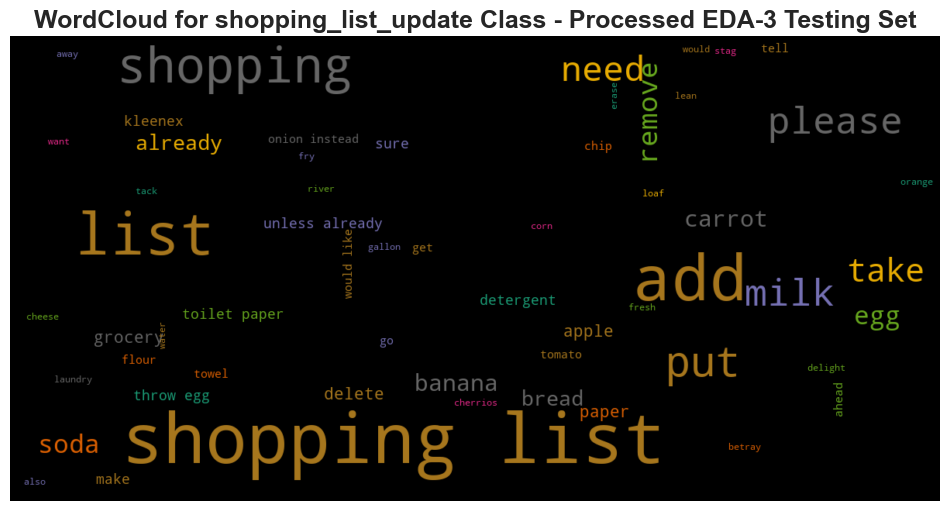 WordCloud for shopping_list_update Class - Processed EDA-3 Testing Set
away
shopping
need
would
stag
tell
remove
erase
lean
kleenex
please
want
already
onion instead
sure
chip
fry
tack
river
loaf
orange
list
unless already
corn
carrot
would like
gallon
get
add
milk
take
detergent
fresh
egg
cheese
toilet paper
grocery
water
go
apple
tomato
put
flour
towel
laundry
delight
throw egg
delete
banana
cherrios
bread
paper
ahead
soda
shopping list
betray
also
make